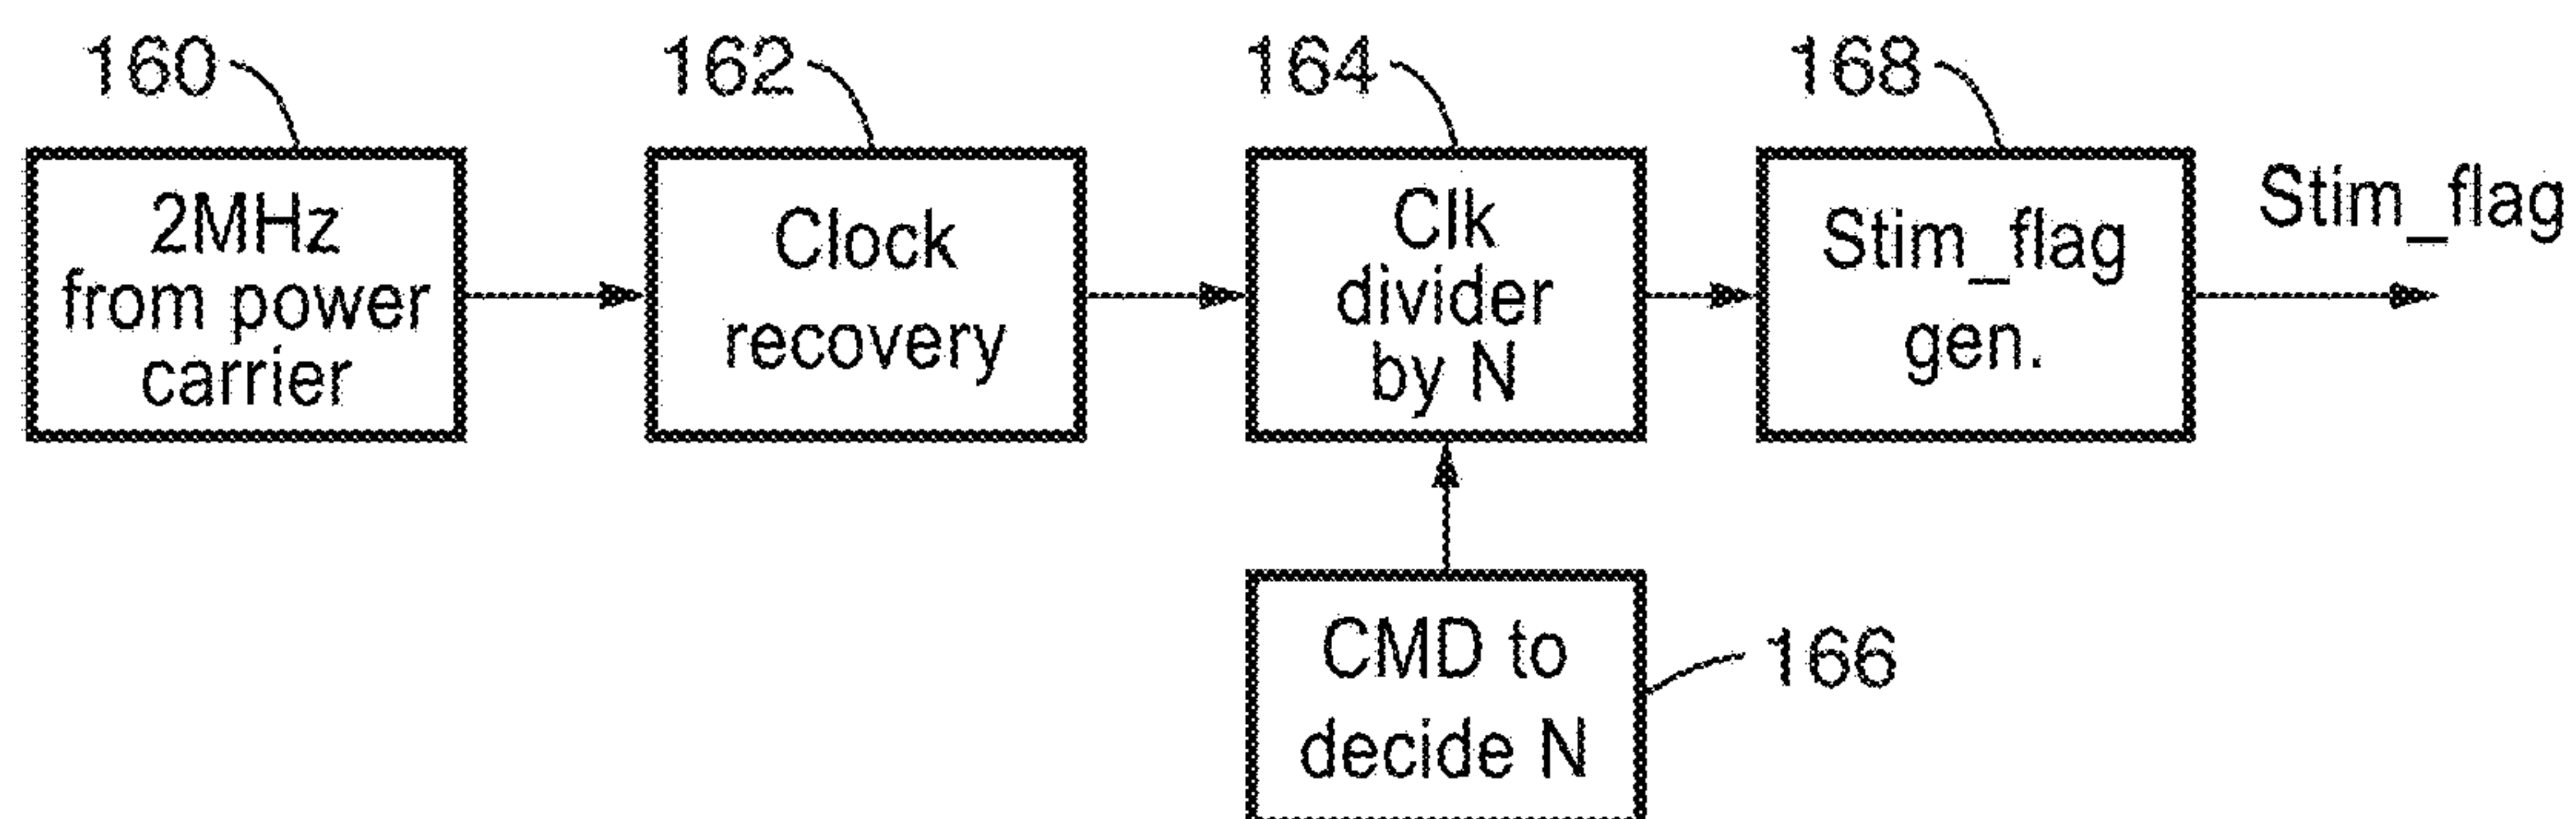 160
162
164
168
2MHz
from power
carrier
Clock
recovery
Clk
divider
by N
Stim_flag
gen.
Stim_flag
CMD to
decide N
166